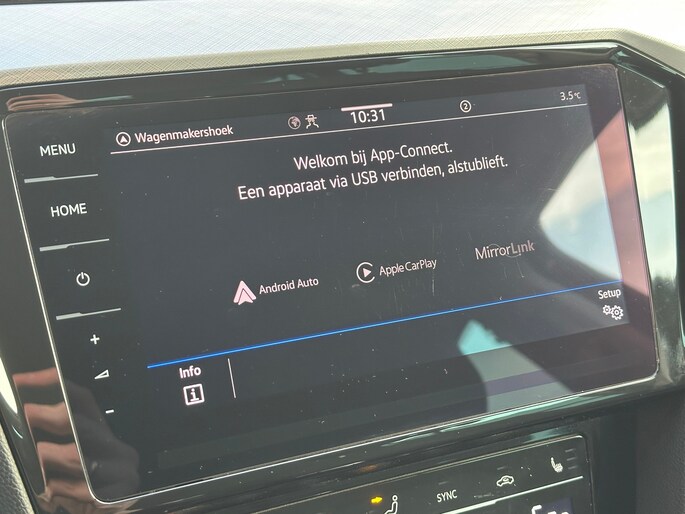 MENU
Wagenmakershoek
10:31
2
3.5°C
HOME
Welkom bij App-Connect.
Een apparaat via USB verbinden, alstublieft.
Android Auto
Apple CarPlay
MirrorLink
+
-
Setup
Info
i
SYNC